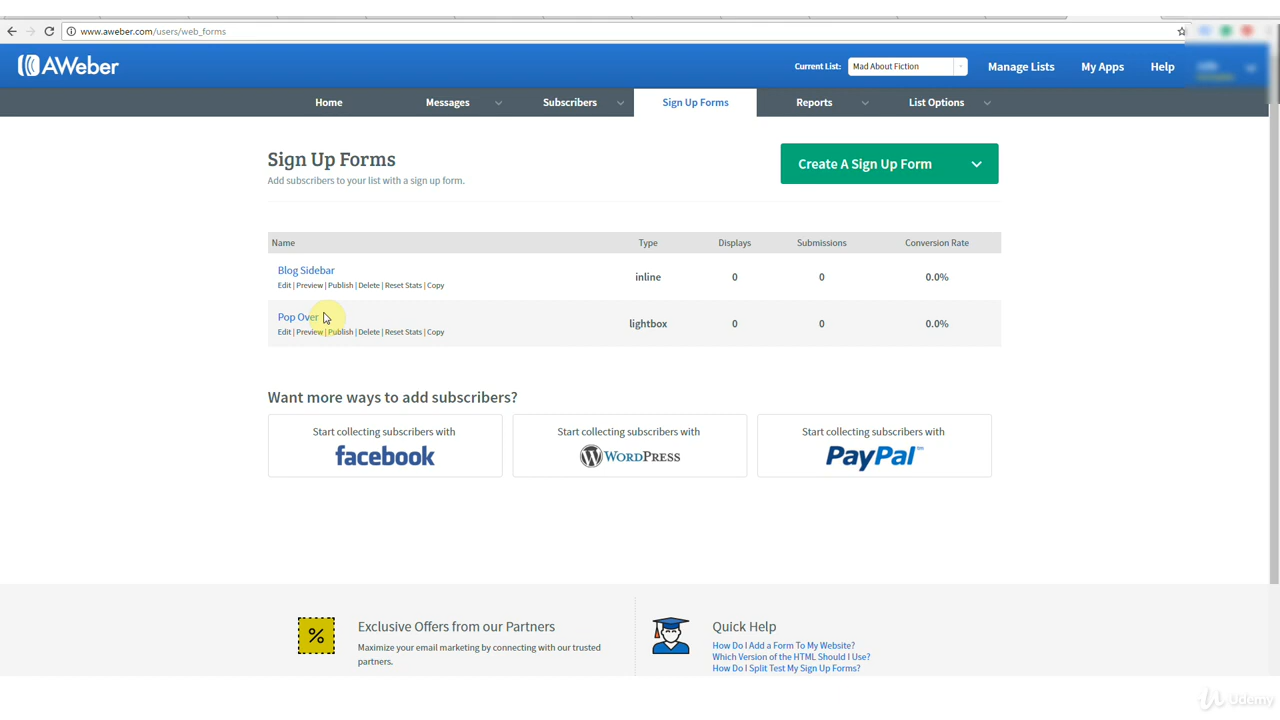 www.aweber.com/users/web_forms
AWeber
Current List: Mad About Fiction Manage Lists My Apps Help
Home Messages Subscribers Sign Up Forms Reports List Options
Sign Up Forms
Add subscribers to your list with a sign up form.
Create A Sign Up Form
Name Type Displays Submissions Conversion Rate
Blog Sidebar
Edit | Preview | Publish | Delete | Reset Stats | Copy
inline 0 0 0.0%
Pop Over
Edit | Preview | Publish | Delete | Reset Stats | Copy
lightbox 0 0 0.0%
Want more ways to add subscribers?
Start collecting subscribers with
facebook
Start collecting subscribers with
WORDPRESS
Start collecting subscribers with
PayPal™
%
Exclusive Offers from our Partners
Maximize your email marketing by connecting with our trusted
partners.
Quick Help
How Do I Add a Form To My Website?
Which Version of the HTML Should I Use?
How Do I Split Test My Sign Up Forms?
Udemy